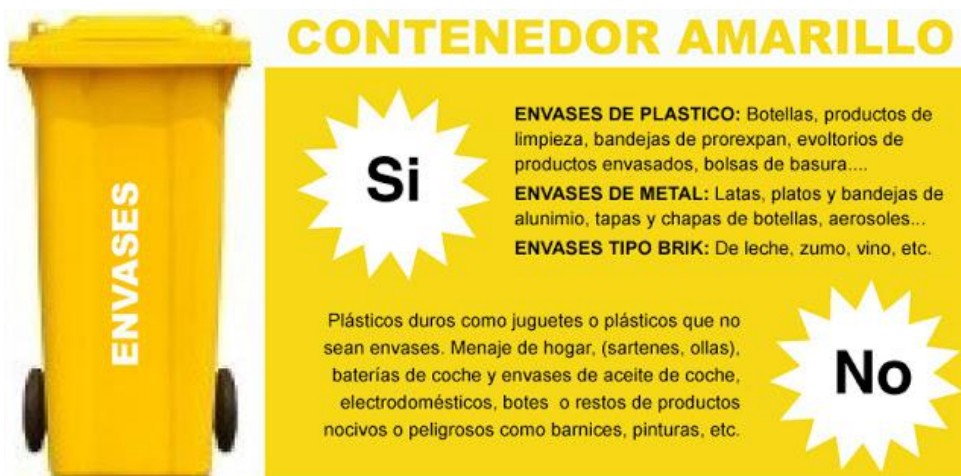 CONTENEDOR AMARILLO
ENVASES
Si
ENVASES DE PLASTICO: Botellas, productos de
limpieza, bandejas de prorexpan, evoltorios de
productos envasados, bolsas de basura....
ENVASES DE METAL: Latas, platos y bandejas de
alunimio, tapas y chapas de botellas, aerosoles...
ENVASES TIPO BRIK: De leche, zumo, vino, etc.
Plásticos duros como juguetes o plásticos que no
sean envases. Menaje de hogar, (sartenes, ollas),
baterías de coche y envases de aceite de coche,
electrodomésticos, botes o restos de productos
nocivos o peligrosos como barnices, pinturas, etc.
No